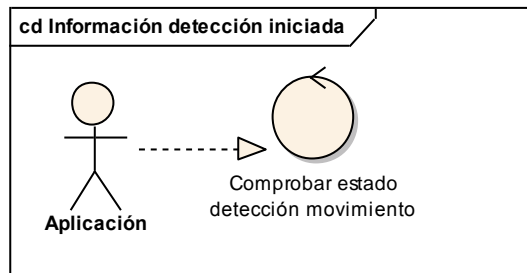 cd Información detección iniciada
Aplicación
Comprobar estado
detección movimiento